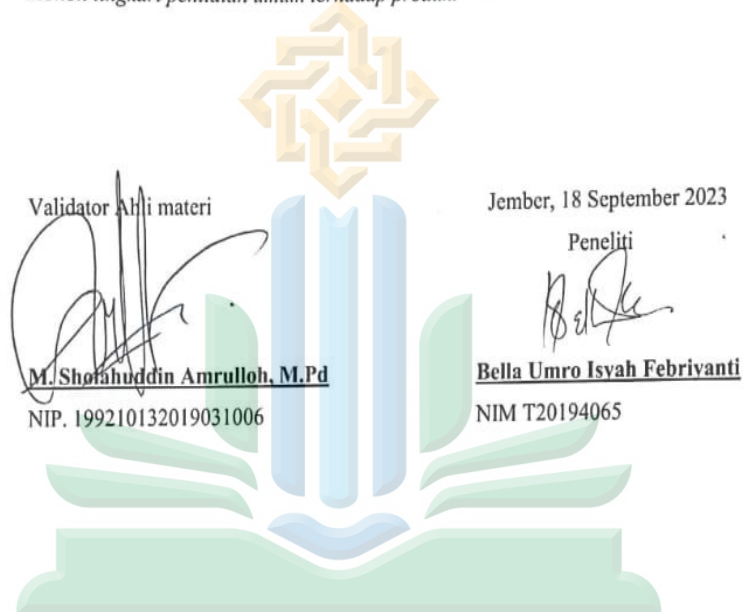 Validator Ahli materi
M. Sholahuddin Amrulloh, M.Pd
NIP. 199210132019031006
Jember, 18 September 2023
Peneliti
Bella Umro Isyah Febriyanti
NIM T20194065